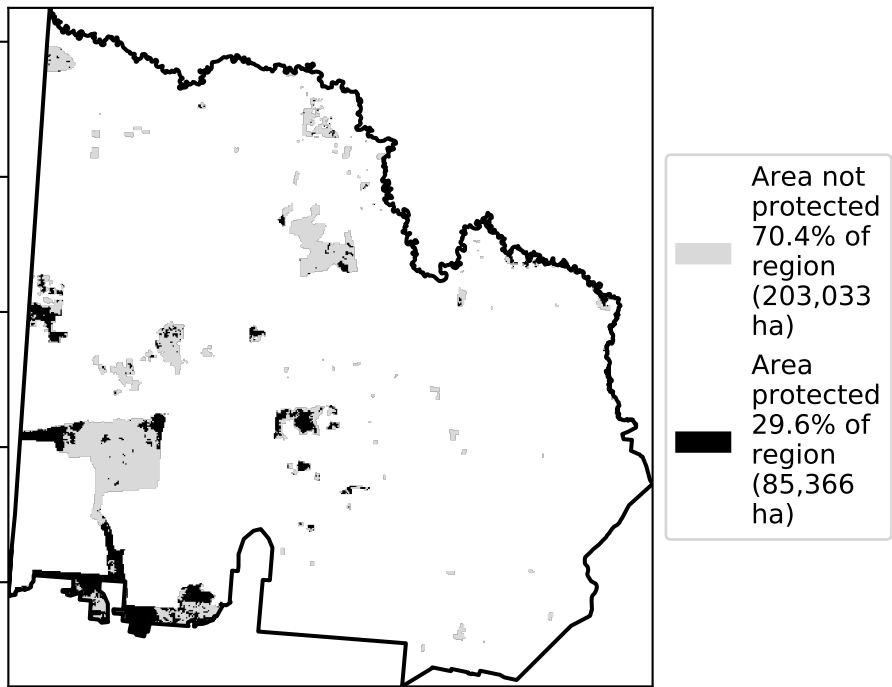 Area not
protected
70.4% of
region
(203,033
ha)
Area
protected
29.6% of
region
(85,366
ha)